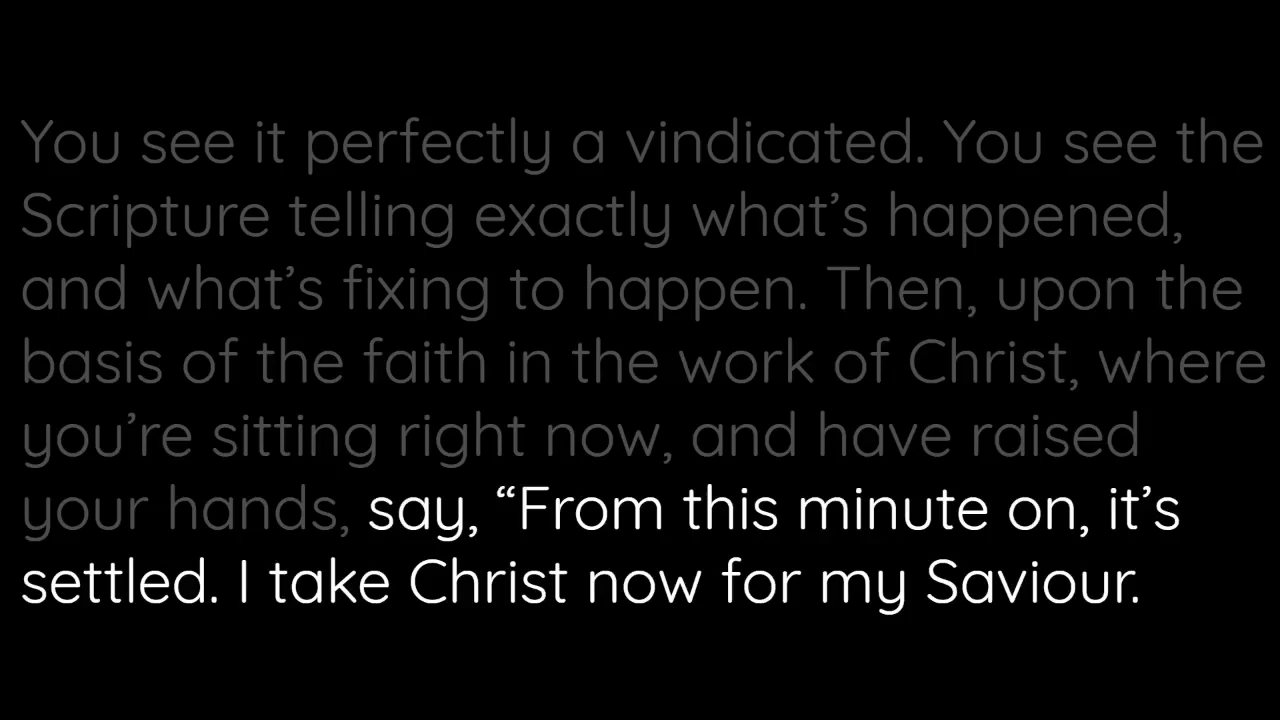 You see it perfectly a vindicated. You see the
Scripture telling exactly what’s happened,
and what’s fixing to happen. Then, upon the
basis of the faith in the work of Christ, where
you’re sitting right now, and have raised
your hands, say, “From this minute on, it’s
settled. I take Christ now for my Saviour.